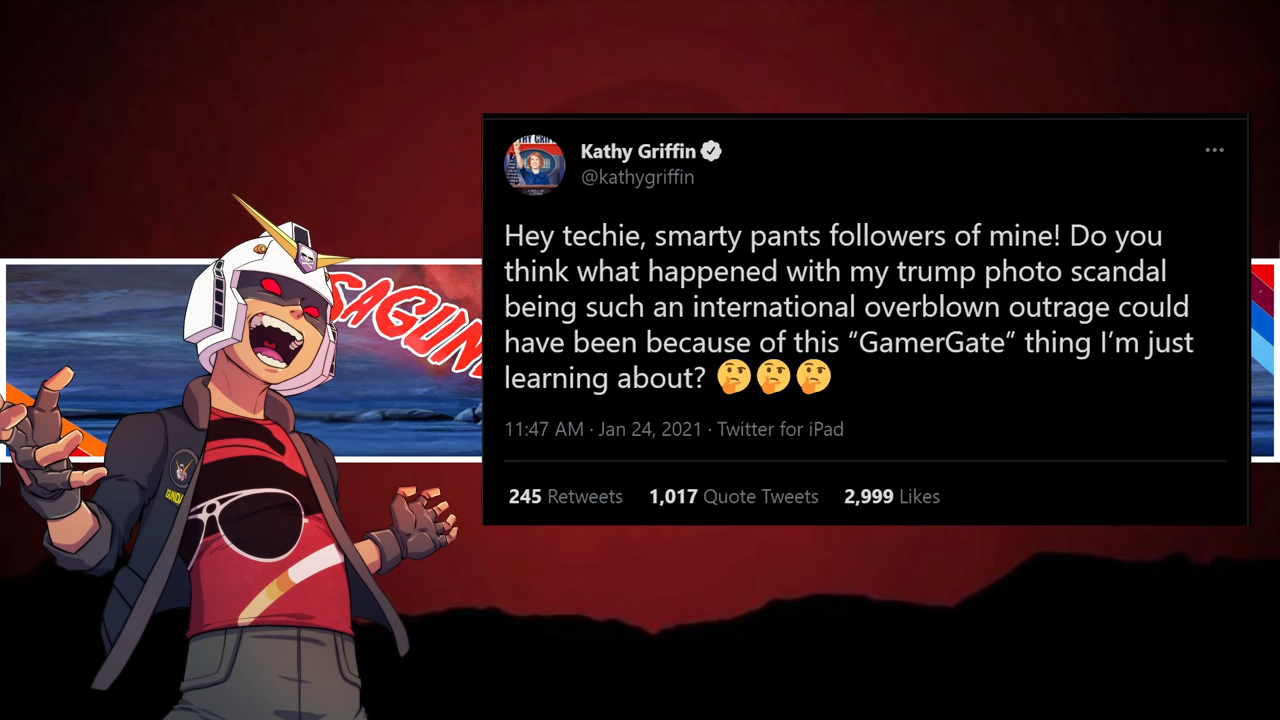 Kathy Griffin
@kathygriffin
Hey techie, smarty pants followers of mine! Do you
think what happened with my trump photo scandal
being such an international overblown outrage could
have been because of this “GamerGate” thing I’m just
learning about? 🤔🤔🤔
11:47 AM · Jan 24, 2021 · Twitter for iPad
245 Retweets 1,017 Quote Tweets 2,999 Likes